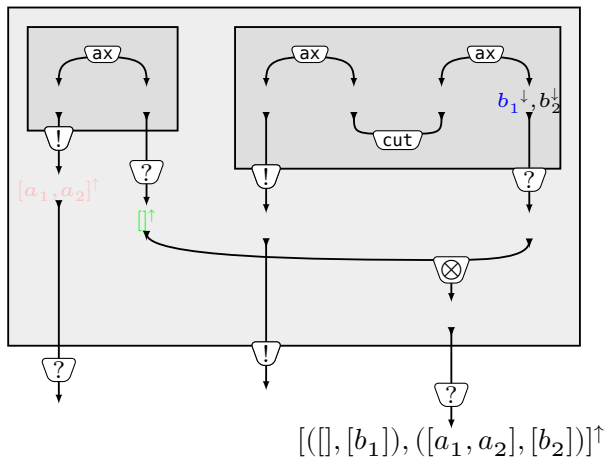 ax ax ax
b₁↓, b₂↓
cut
!
? ! ?
[a₁, a₂]↑
[]↑
⊗
? ! ?
[([], [b₁]), ([a₁, a₂], [b₂])]↑